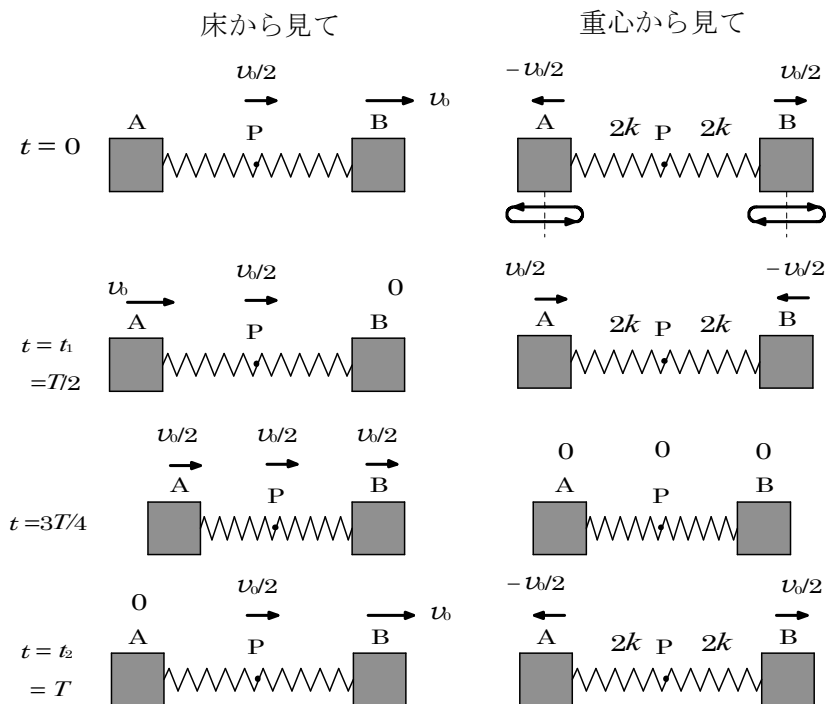 床から見て 重心から見て
v₀/2 v₀ -v₀/2 v₀/2
A P B A 2k P 2k B
t = 0
v₀ v₀/2 0 v₀/2 -v₀/2
A P B A 2k P 2k B
t = t₁
=T/2
v₀/2 v₀/2 v₀/2 0 0 0
A P B A P B
t =3T/4
0 v₀/2 v₀ -v₀/2 v₀/2
A P B A 2k P 2k B
t = t₂
= T